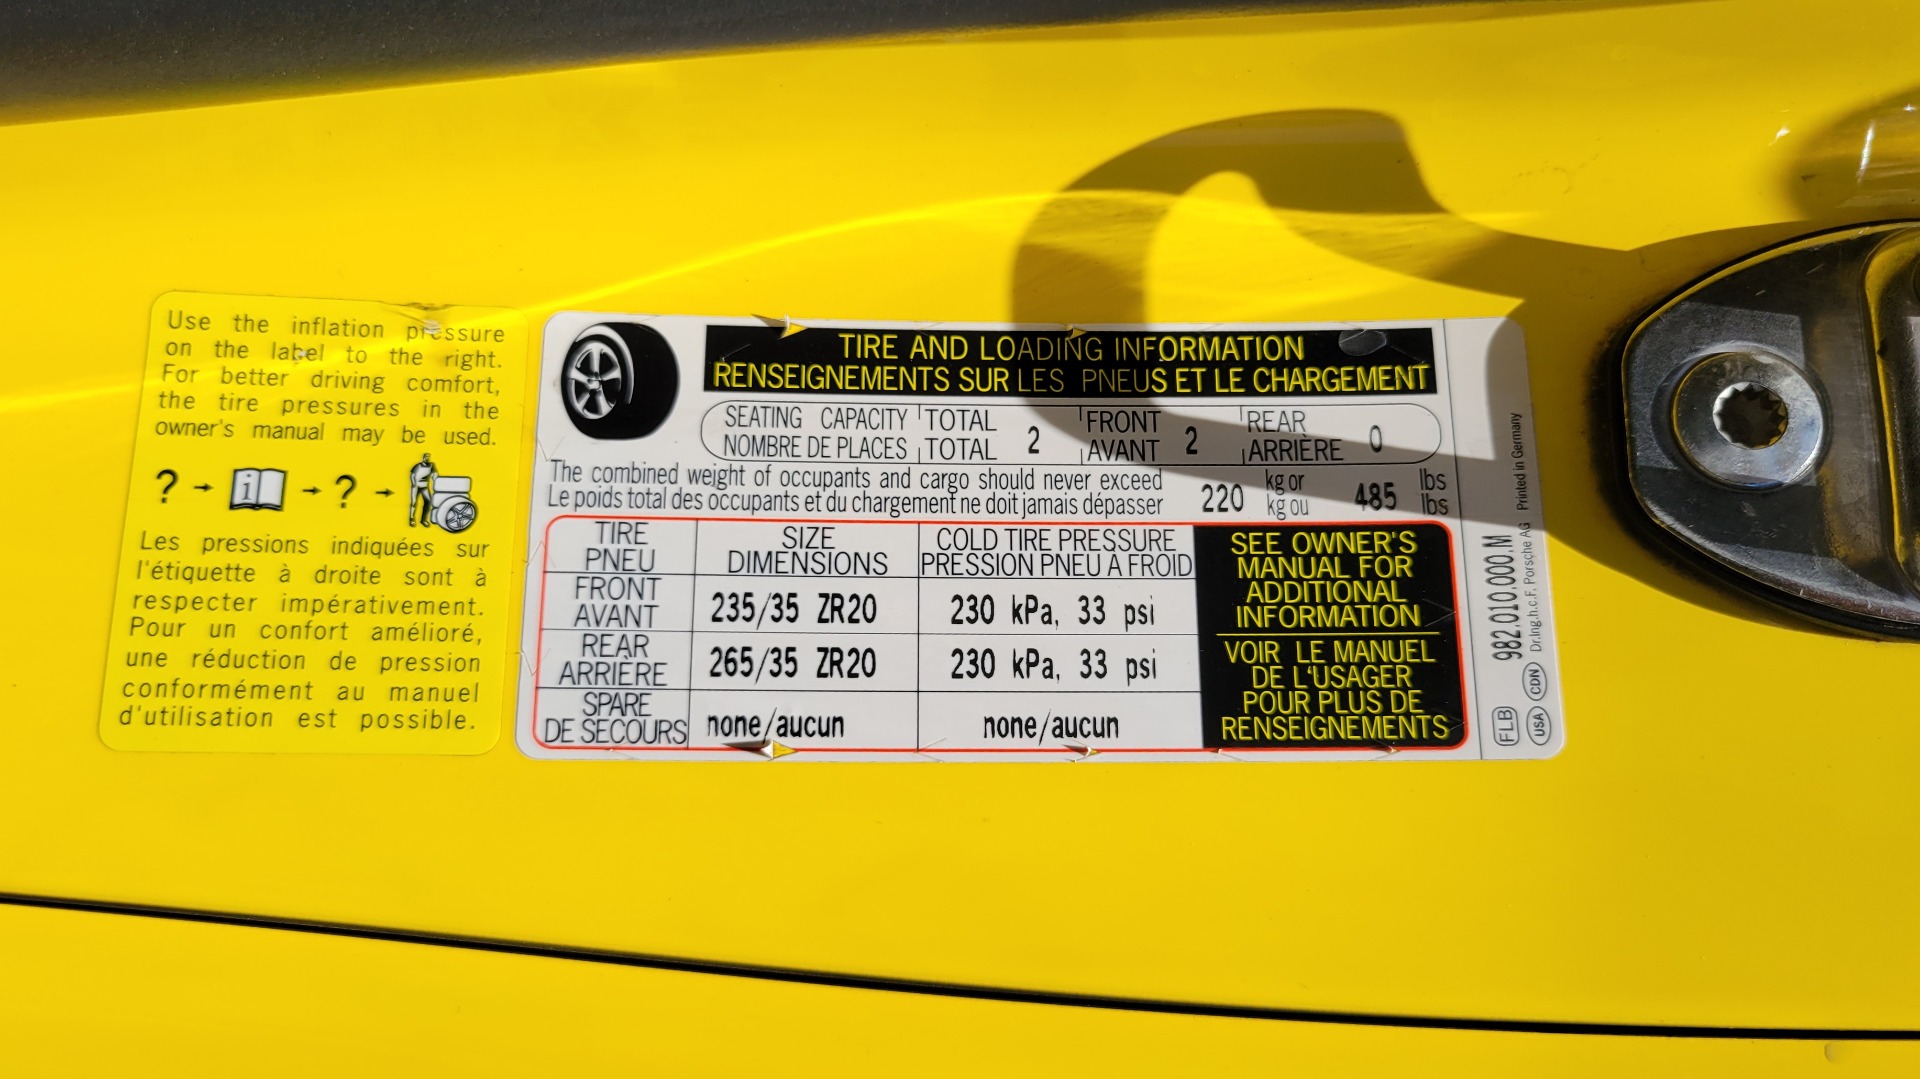 Use the inflation pressure
on the label to the right.
For better driving comfort,
the tire pressures in the
owner's manual may be used.
? → i → ? →
Les pressions indiquées sur
l'étiquette à droite sont à
respecter impérativement.
Pour un confort amélioré,
une réduction de pression
conformément au manuel
d'utilisation est possible.
TIRE AND LOADING INFORMATION
RENSEIGNEMENTS SUR LES PNEUS ET LE CHARGEMENT
SEATING CAPACITY TOTAL FRONT REAR
NOMBRE DE PLACES TOTAL 2 AVANT 2 ARRIÈRE 0
The combined weight of occupants and cargo should never exceed kg or lbs
Le poids total des occupants et du chargement ne doit jamais dépasser 220 kg ou 485 lbs
TIRE SIZE COLD TIRE PRESSURE
PNEU DIMENSIONS PRESSION PNEU À FROID
FRONT
AVANT 235/35 ZR20 230 kPa, 33 psi
REAR
ARRIÈRE 265/35 ZR20 230 kPa, 33 psi
SPARE
DE SECOURS none/aucun none/aucun
SEE OWNER'S
MANUAL FOR
ADDITIONAL
INFORMATION
VOIR LE MANUEL
DE L'USAGER
POUR PLUS DE
RENSEIGNEMENTS
FLB 982.010.000.M
USA CDN Dr.Ing.h.c.F. Porsche AG Printed in Germany